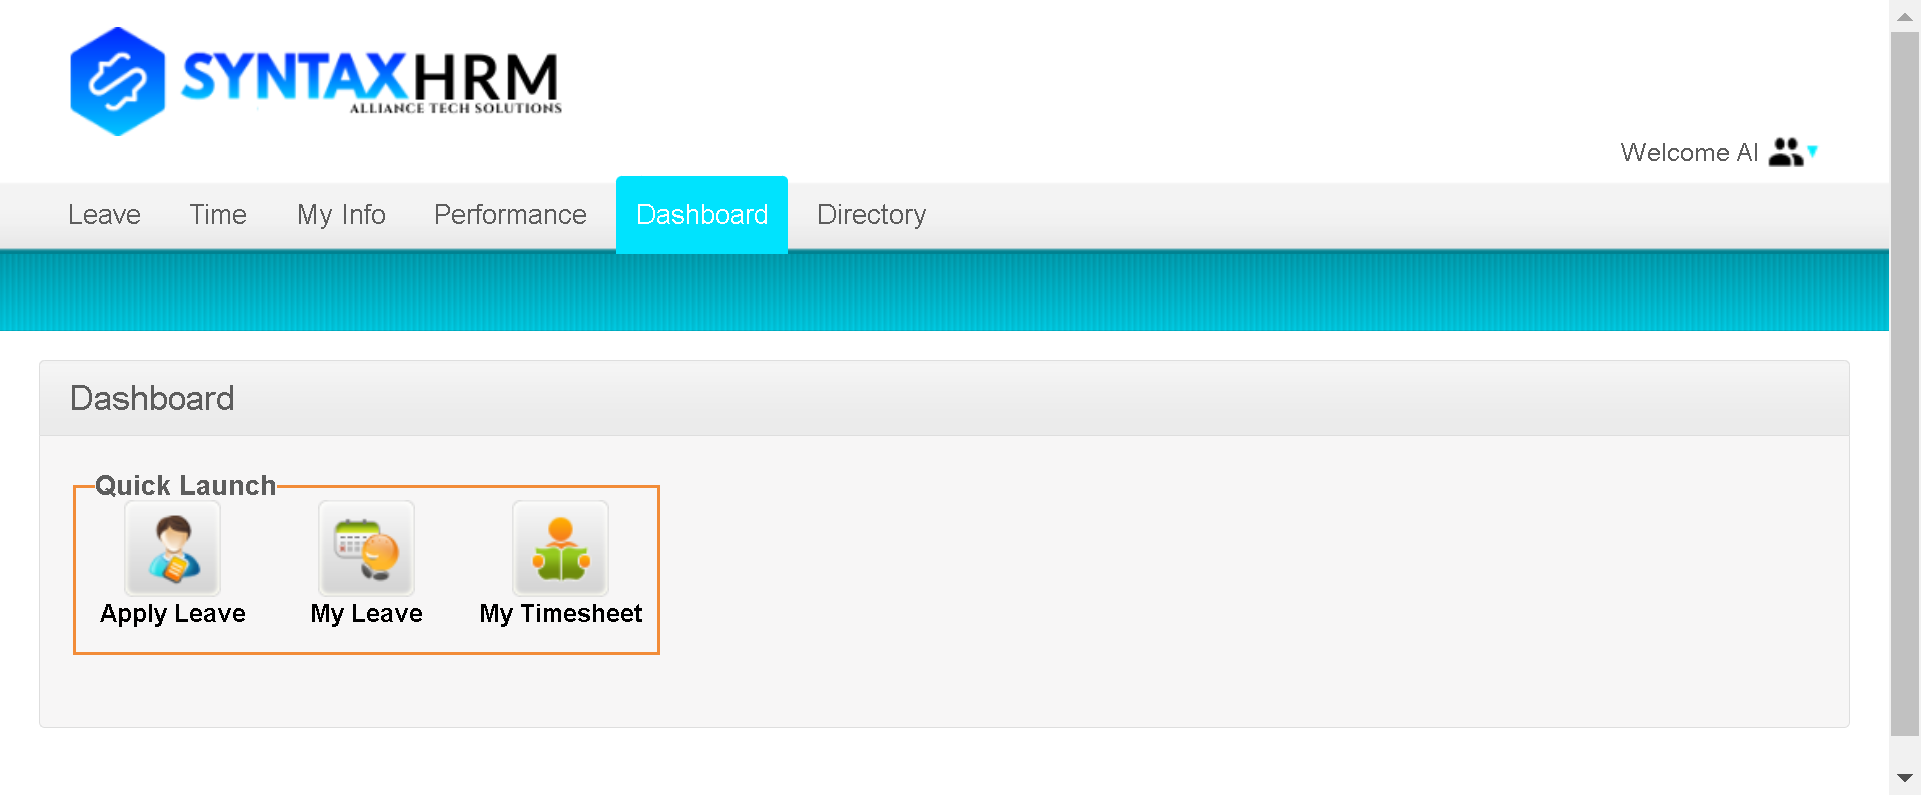 SYNTAXHRM
ALLIANCE TECH SOLUTIONS
Welcome AI
Leave Time My Info Performance Dashboard Directory
Dashboard
Quick Launch
Apply Leave My Leave My Timesheet